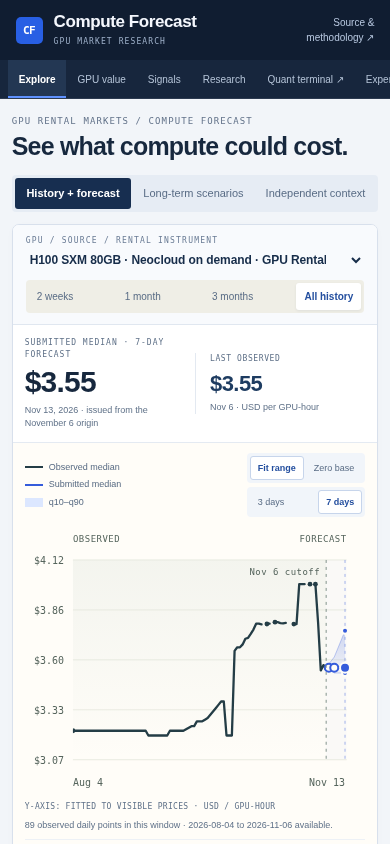 CF
Compute Forecast
GPU MARKET RESEARCH
Source &
methodology ↗
Explore GPU value Signals Research Quant terminal ↗ Exper
GPU RENTAL MARKETS / COMPUTE FORECAST
See what compute could cost.
History + forecast Long-term scenarios Independent context
GPU / SOURCE / RENTAL INSTRUMENT
H100 SXM 80GB · Neocloud on demand · GPU Rental
2 weeks 1 month 3 months All history
SUBMITTED MEDIAN · 7-DAY
FORECAST
$3.55
Nov 13, 2026 · issued from the
November 6 origin
LAST OBSERVED
$3.55
Nov 6 · USD per GPU-hour
Observed median
Submitted median
q10–q90
Fit range Zero base
3 days 7 days
OBSERVED FORECAST
Nov 6 cutoff
$4.12
$3.86
$3.60
$3.33
$3.07
Aug 4 Nov 13
Y-AXIS: FITTED TO VISIBLE PRICES · USD / GPU-HOUR
89 observed daily points in this window · 2026-08-04 to 2026-11-06 available.